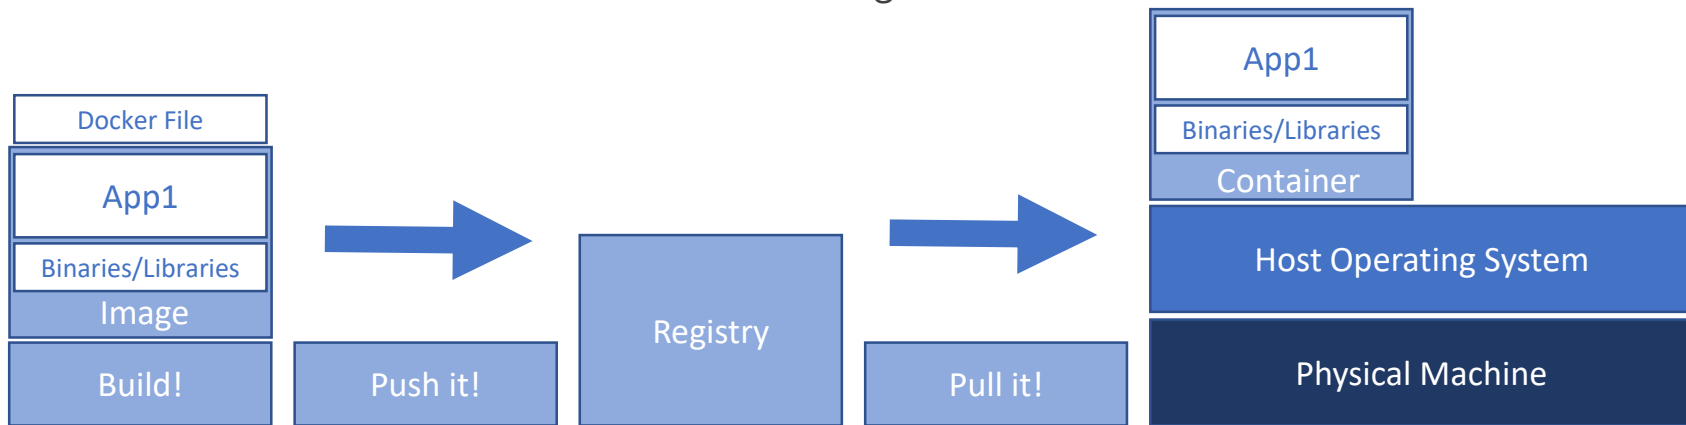 Docker File
App1
Binaries/Libraries
Image
Build!
Push it!
Registry
Pull it!
App1
Binaries/Libraries
Container
Host Operating System
Physical Machine